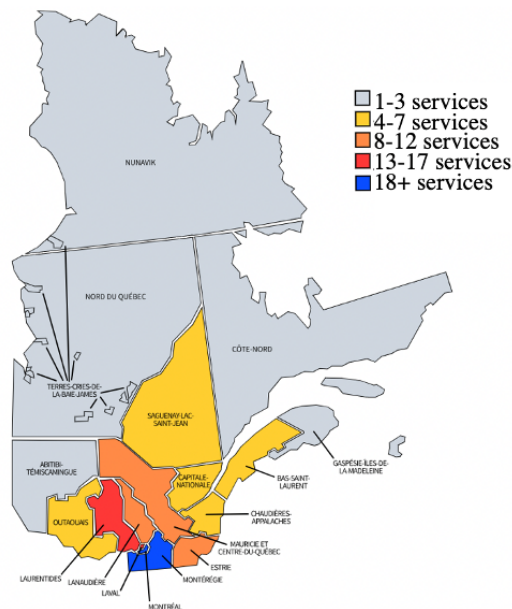 1-3 services
4-7 services
8-12 services
13-17 services
18+ services
NUNAVIK
NORD DU QUÉBEC
CÔTE-NORD
TERRES-CRIES-DE-
LA-BAIE-JAMES
SAGUENAY-LAC-
SAINT-JEAN
ABITIBI-
TÉMISCAMINGUE
GASPÉSIE-ÎLES-DE-
LA-MADELEINE
CAPITALE-
NATIONALE
BAS-SAINT-
LAURENT
OUTAOUAIS
CHAUDIÈRES-
APPALACHES
MAURICIE ET
CENTRE-DU-QUÉBEC
ESTRIE
LAURENTIDES
LANAUDIÈRE
MONTÉRÉGIE
LAVAL
MONTRÉAL